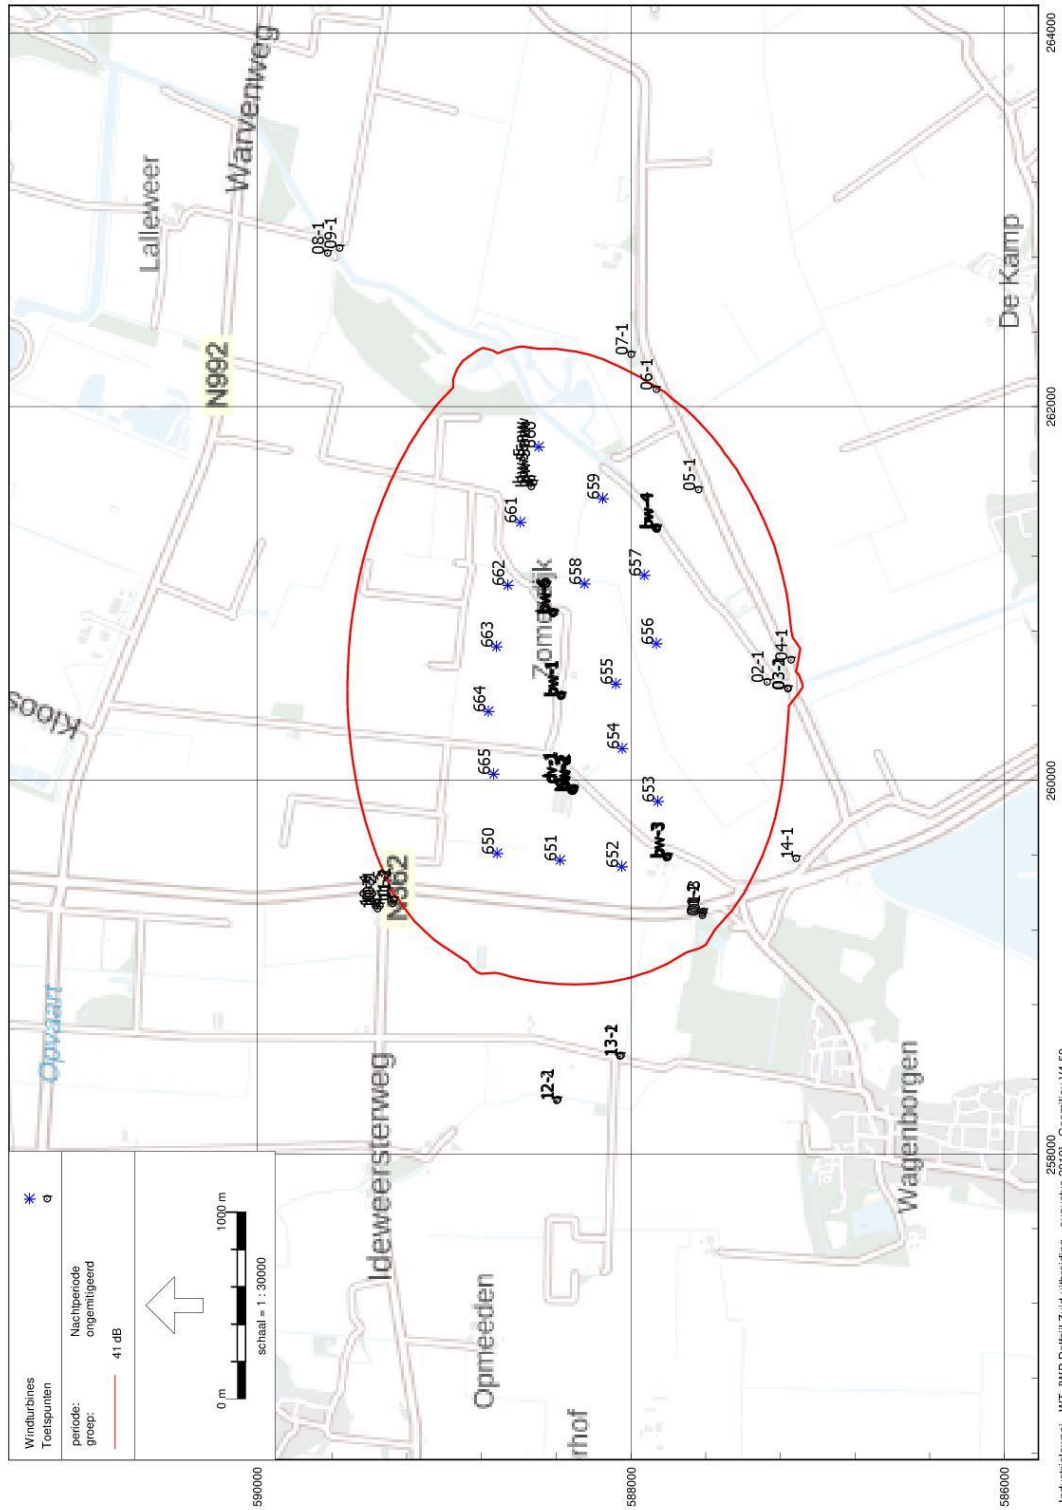 Windturbines
Toetspunten
periode: Nachtperiode
groep: ongemitigeerd
41 dB
0 m 1000 m
schaal = 1 : 30000
Opvaart
Kloos
Lalleweer
Warvenweg
N992
08-1
09-1
Ideweersterweg
N362
Opmeeden
rhof
12-1
13-1
Wagenborgen
De Kamp
Zomerdijk
650
651
652
653
654
655
656
657
658
659
661
662
663
664
665
bw-1
bw-3
bw-4
bw-6
02-1
04-1
05-1
06-1
07-1
14-1
590000
588000
586000
258000
260000
262000
264000